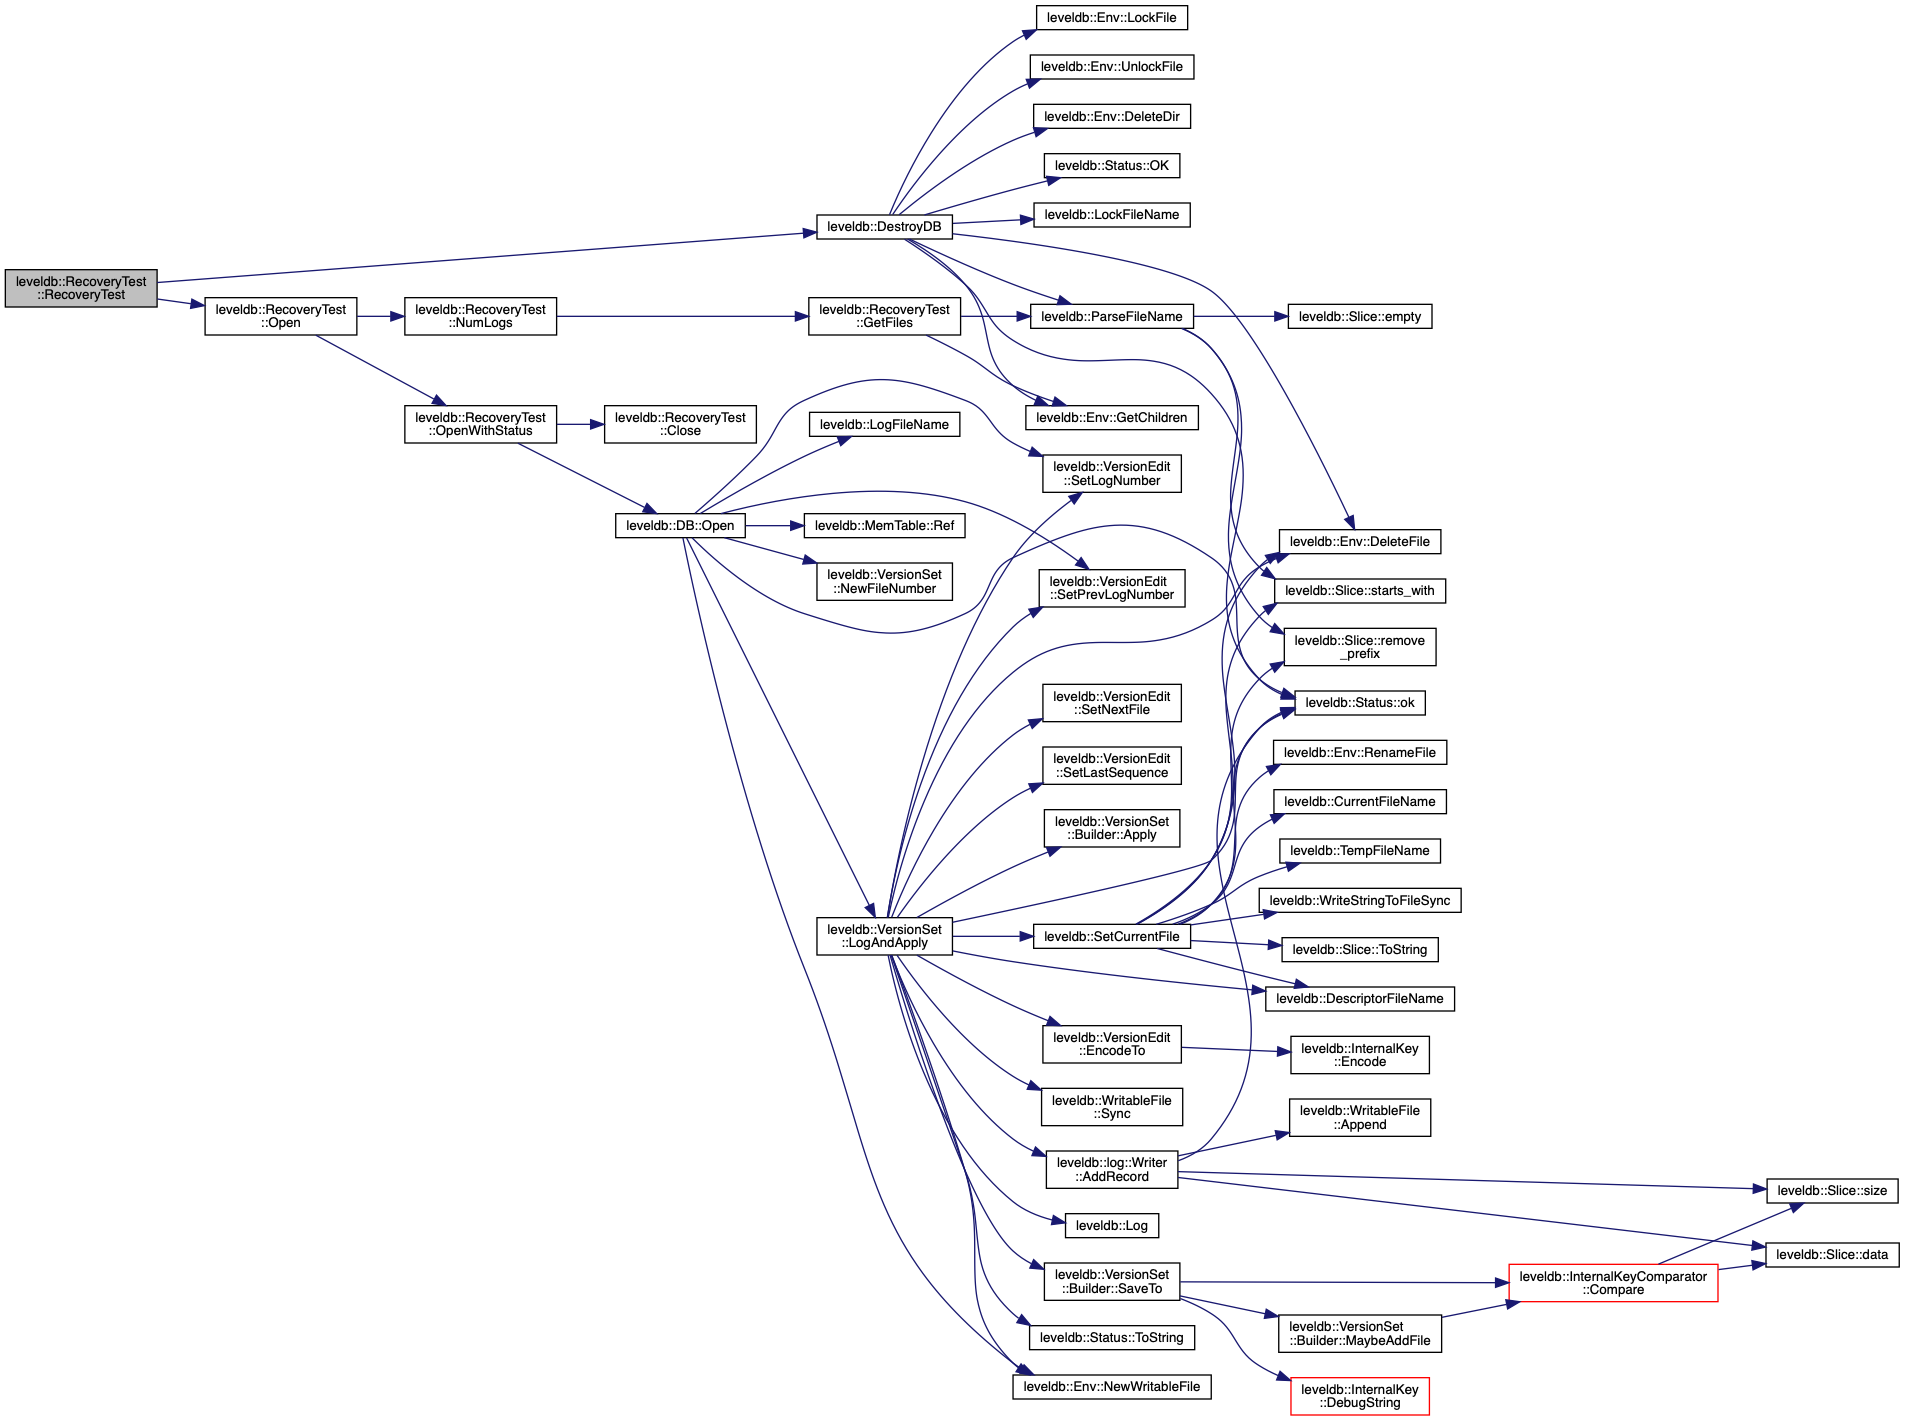 leveldb::RecoveryTest
::RecoveryTest
leveldb::RecoveryTest
::Open
leveldb::RecoveryTest
::NumLogs
leveldb::RecoveryTest
::OpenWithStatus
leveldb::RecoveryTest
::Close
leveldb::DB::Open
leveldb::DestroyDB
leveldb::RecoveryTest
::GetFiles
leveldb::LogFileName
leveldb::MemTable::Ref
leveldb::VersionSet
::NewFileNumber
leveldb::VersionSet
::LogAndApply
leveldb::Env::LockFile
leveldb::Env::UnlockFile
leveldb::Env::DeleteDir
leveldb::Status::OK
leveldb::LockFileName
leveldb::ParseFileName
leveldb::Env::GetChildren
leveldb::VersionEdit
::SetLogNumber
leveldb::VersionEdit
::SetPrevLogNumber
leveldb::VersionEdit
::SetNextFile
leveldb::VersionEdit
::SetLastSequence
leveldb::VersionSet
::Builder::Apply
leveldb::SetCurrentFile
leveldb::VersionEdit
::EncodeTo
leveldb::WritableFile
::Sync
leveldb::log::Writer
::AddRecord
leveldb::Log
leveldb::VersionSet
::Builder::SaveTo
leveldb::Status::ToString
leveldb::Env::NewWritableFile
leveldb::Slice::empty
leveldb::Env::DeleteFile
leveldb::Slice::starts_with
leveldb::Slice::remove
_prefix
leveldb::Status::ok
leveldb::Env::RenameFile
leveldb::CurrentFileName
leveldb::TempFileName
leveldb::WriteStringToFileSync
leveldb::Slice::ToString
leveldb::DescriptorFileName
leveldb::InternalKey
::Encode
leveldb::WritableFile
::Append
leveldb::VersionSet
::Builder::MaybeAddFile
leveldb::InternalKey
::DebugString
leveldb::InternalKeyComparator
::Compare
leveldb::Slice::size
leveldb::Slice::data